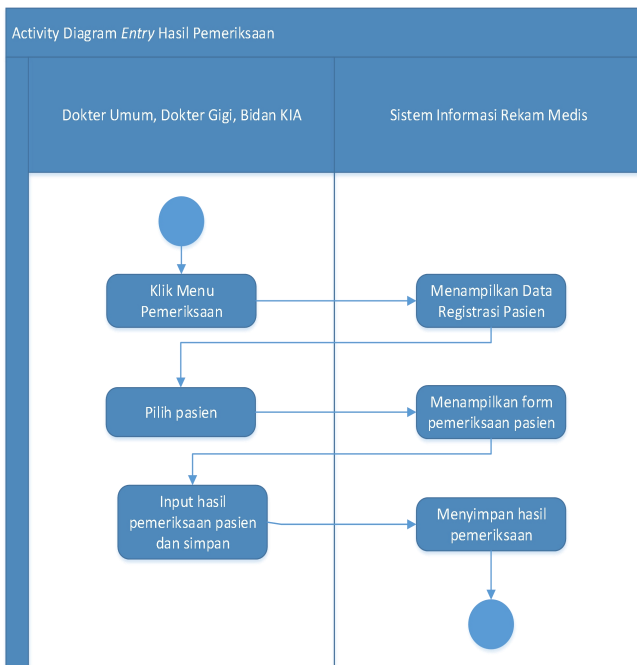 Activity Diagram Entry Hasil Pemeriksaan
Dokter Umum, Dokter Gigi, Bidan KIA
Sistem Informasi Rekam Medis
Klik Menu
Pemeriksaan
Menampilkan Data
Registrasi Pasien
Pilih pasien
Menampilkan form
pemeriksaan pasien
Input hasil
pemeriksaan pasien
dan simpan
Menyimpan hasil
pemeriksaan